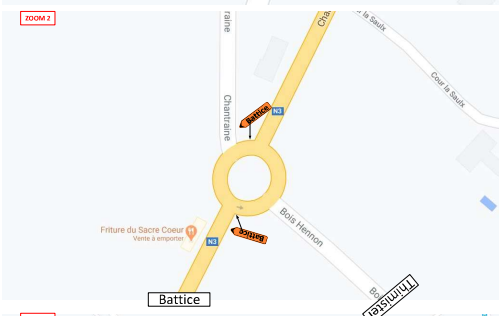 ZOOM 2
raine
Cha
r la Saulx
Cour la Saulx
Chantraine
Battice
N3
Friture du Sacre Coeur
Vente à emporter
Battice
N3
Bois Hennon
Battice
Bo
Thimister